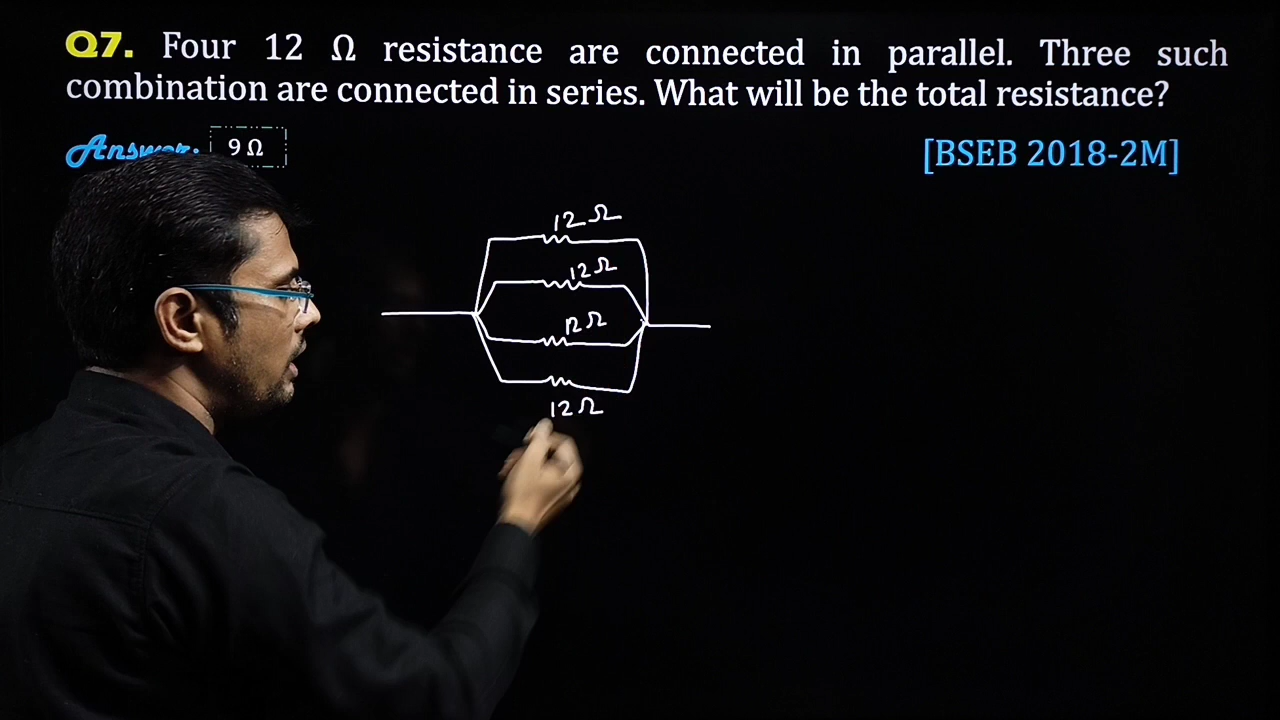 Q7. Four 12 Ω resistance are connected in parallel. Three such
combination are connected in series. What will be the total resistance?
Answer: 9 Ω
[BSEB 2018-2M]
12 Ω
12 Ω
12 Ω
12 Ω